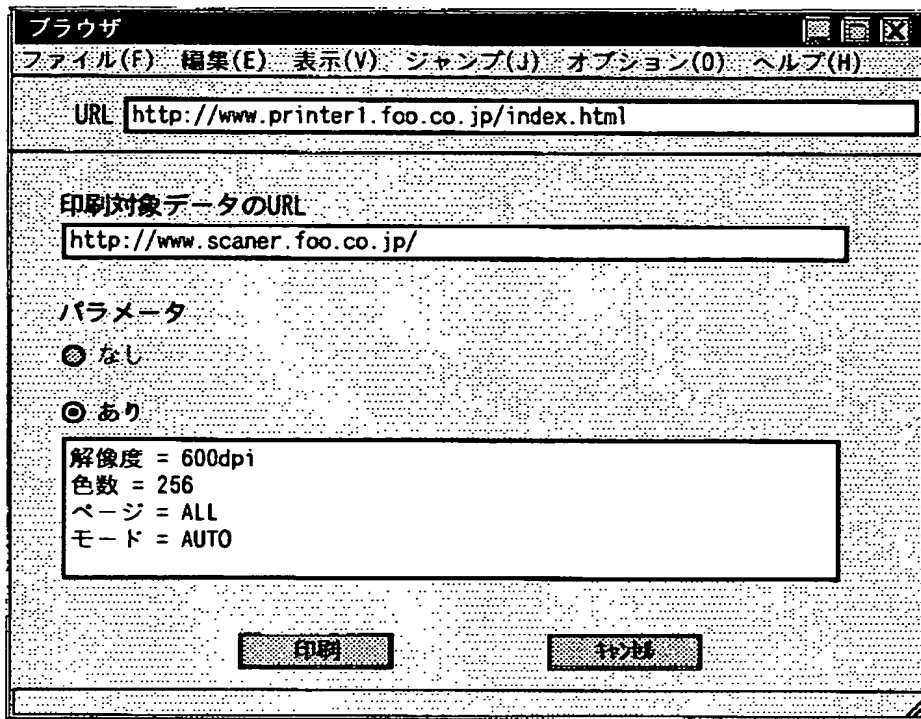 ブラウザ
ファイル(F) 編集(E) 表示(V) ジャンプ(J) オプション(O) ヘルプ(H)
URL http://www.printer1.foo.co.jp/index.html
印刷対象データのURL
http://www.scaner.foo.co.jp/
パラメータ
なし
あり
解像度 = 600dpi
色数 = 256
ページ = ALL
モード = AUTO
印刷 キャンセル